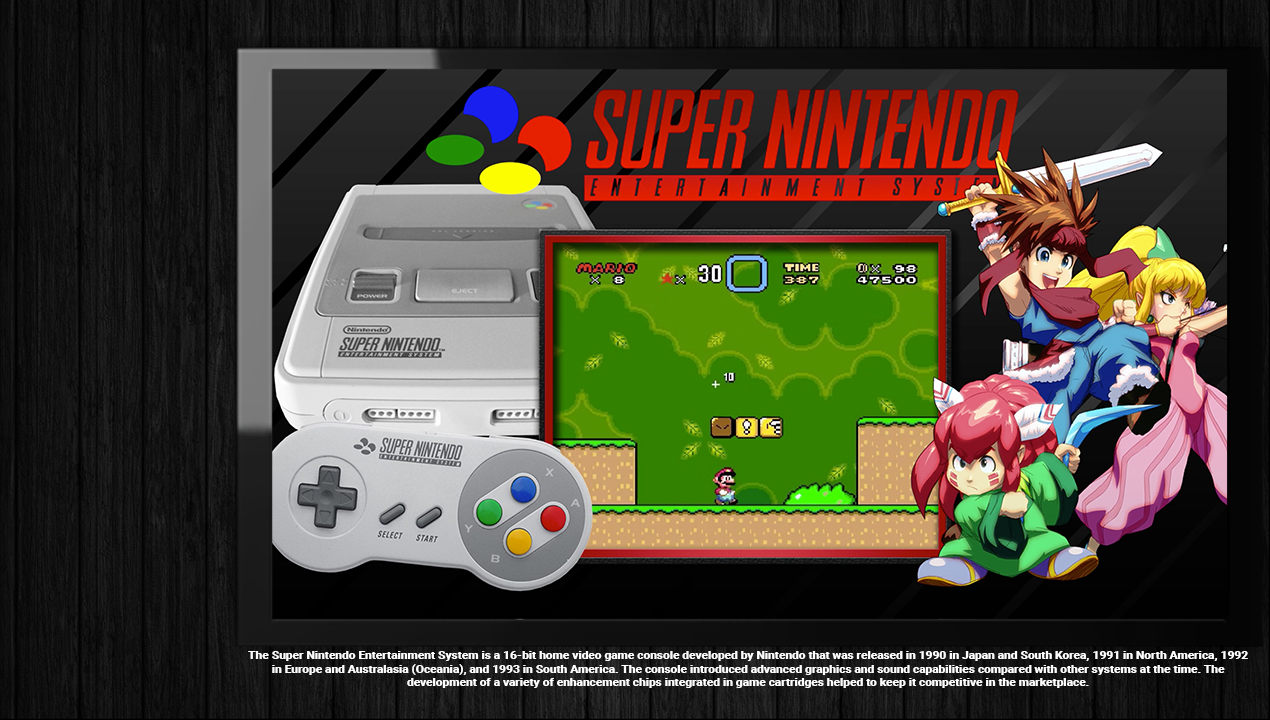 SUPER NINTENDO
ENTERTAINMENT SYSTEM
POWER
EJECT
Nintendo
SUPER NINTENDO
ENTERTAINMENT SYSTEM
MARIO
× 8
★× 30
TIME
387
× 98
47500
+10
!
SUPER NINTENDO
ENTERTAINMENT SYSTEM
X
A
Y
B
SELECT START
The Super Nintendo Entertainment System is a 16-bit home video game console developed by Nintendo that was released in 1990 in Japan and South Korea, 1991 in North America, 1992
in Europe and Australasia (Oceania), and 1993 in South America. The console introduced advanced graphics and sound capabilities compared with other systems at the time. The
development of a variety of enhancement chips integrated in game cartridges helped to keep it competitive in the marketplace.